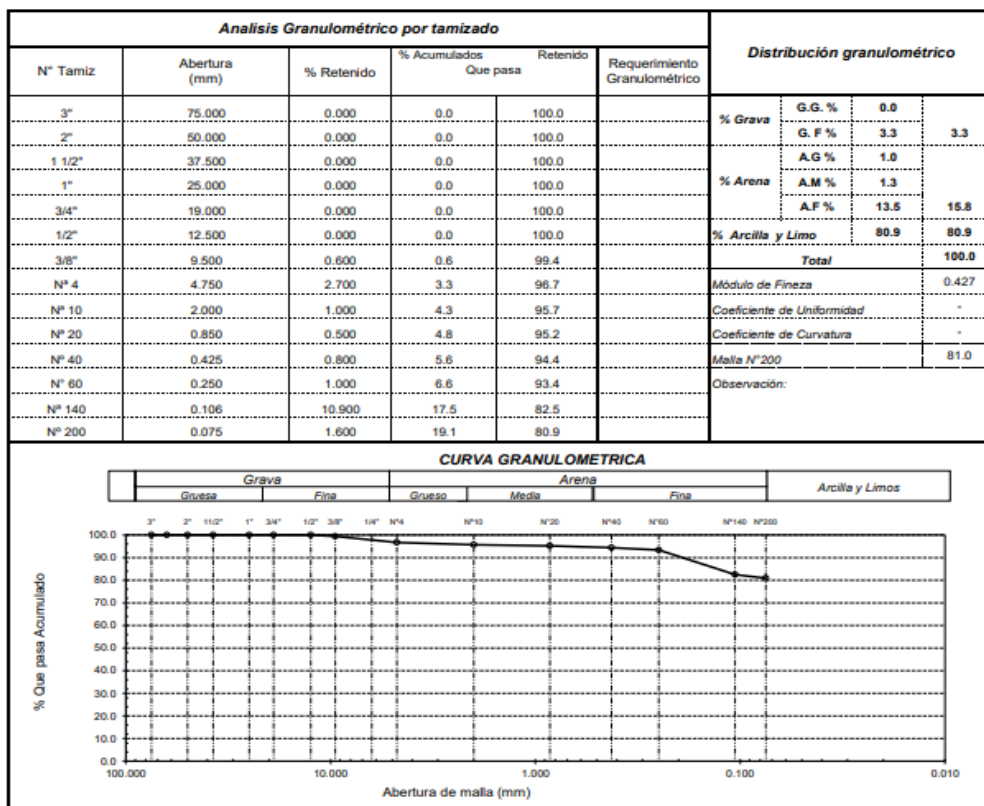 Analisis Granulométrico por tamizado
Distribución granulométrico
N° Tamiz Abertura (mm) % Retenido % Acumulados Retenido Que pasa Requerimiento Granulométrico
3" 75.000 0.000 0.0 100.0
2" 50.000 0.000 0.0 100.0
1 1/2" 37.500 0.000 0.0 100.0
1" 25.000 0.000 0.0 100.0
3/4" 19.000 0.000 0.0 100.0
1/2" 12.500 0.000 0.0 100.0
3/8" 9.500 0.600 0.6 99.4
Nª 4 4.750 2.700 3.3 96.7
Nª 10 2.000 1.000 4.3 95.7
Nª 20 0.850 0.500 4.8 95.2
Nº 40 0.425 0.800 5.6 94.4
N° 60 0.250 1.000 6.6 93.4
Nª 140 0.106 10.900 17.5 82.5
Nº 200 0.075 1.600 19.1 80.9
% Grava G.G. % 0.0
G. F % 3.3 3.3
% Arena A.G % 1.0
A.M % 1.3
A.F % 13.5 15.8
% Arcilla y Limo 80.9 80.9
Total 100.0
Módulo de Fineza 0.427
Coeficiente de Uniformidad -
Coeficiente de Curvatura -
Malla N°200 81.0
Observación:
CURVA GRANULOMETRICA
Grava Arena Arcilla y Limos
Gruesa Fina Grueso Media Fina
3" 2" 11/2" 1" 3/4" 1/2" 3/8" 1/4" N°4 N°10 N°20 N°40 N°60 N°140 N°200
100.0
90.0
80.0
70.0
60.0
50.0
40.0
30.0
20.0
10.0
0.0
% Que pasa Acumulado
100.000 10.000 1.000 0.100 0.010
Abertura de malla (mm)